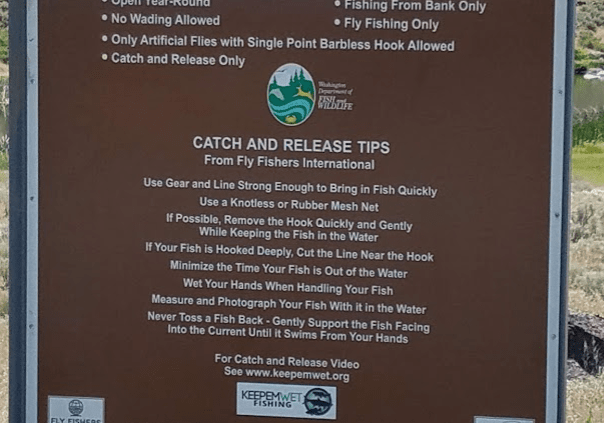 • Open Year-Round
• Fishing From Bank Only
• No Wading Allowed
• Fly Fishing Only
• Only Artificial Flies with Single Point Barbless Hook Allowed
• Catch and Release Only
Washington
Department of
FISH and
WILDLIFE
CATCH AND RELEASE TIPS
From Fly Fishers International
Use Gear and Line Strong Enough to Bring in Fish Quickly
Use a Knotless or Rubber Mesh Net
If Possible, Remove the Hook Quickly and Gently
While Keeping the Fish in the Water
If Your Fish is Hooked Deeply, Cut the Line Near the Hook
Minimize the Time Your Fish is Out of the Water
Wet Your Hands When Handling Your Fish
Measure and Photograph Your Fish With it in the Water
Never Toss a Fish Back - Gently Support the Fish Facing
Into the Current Until it Swims From Your Hands
For Catch and Release Video
See www.keepemwet.org
KEEPEMWET
FISHING
FLY FISHERS